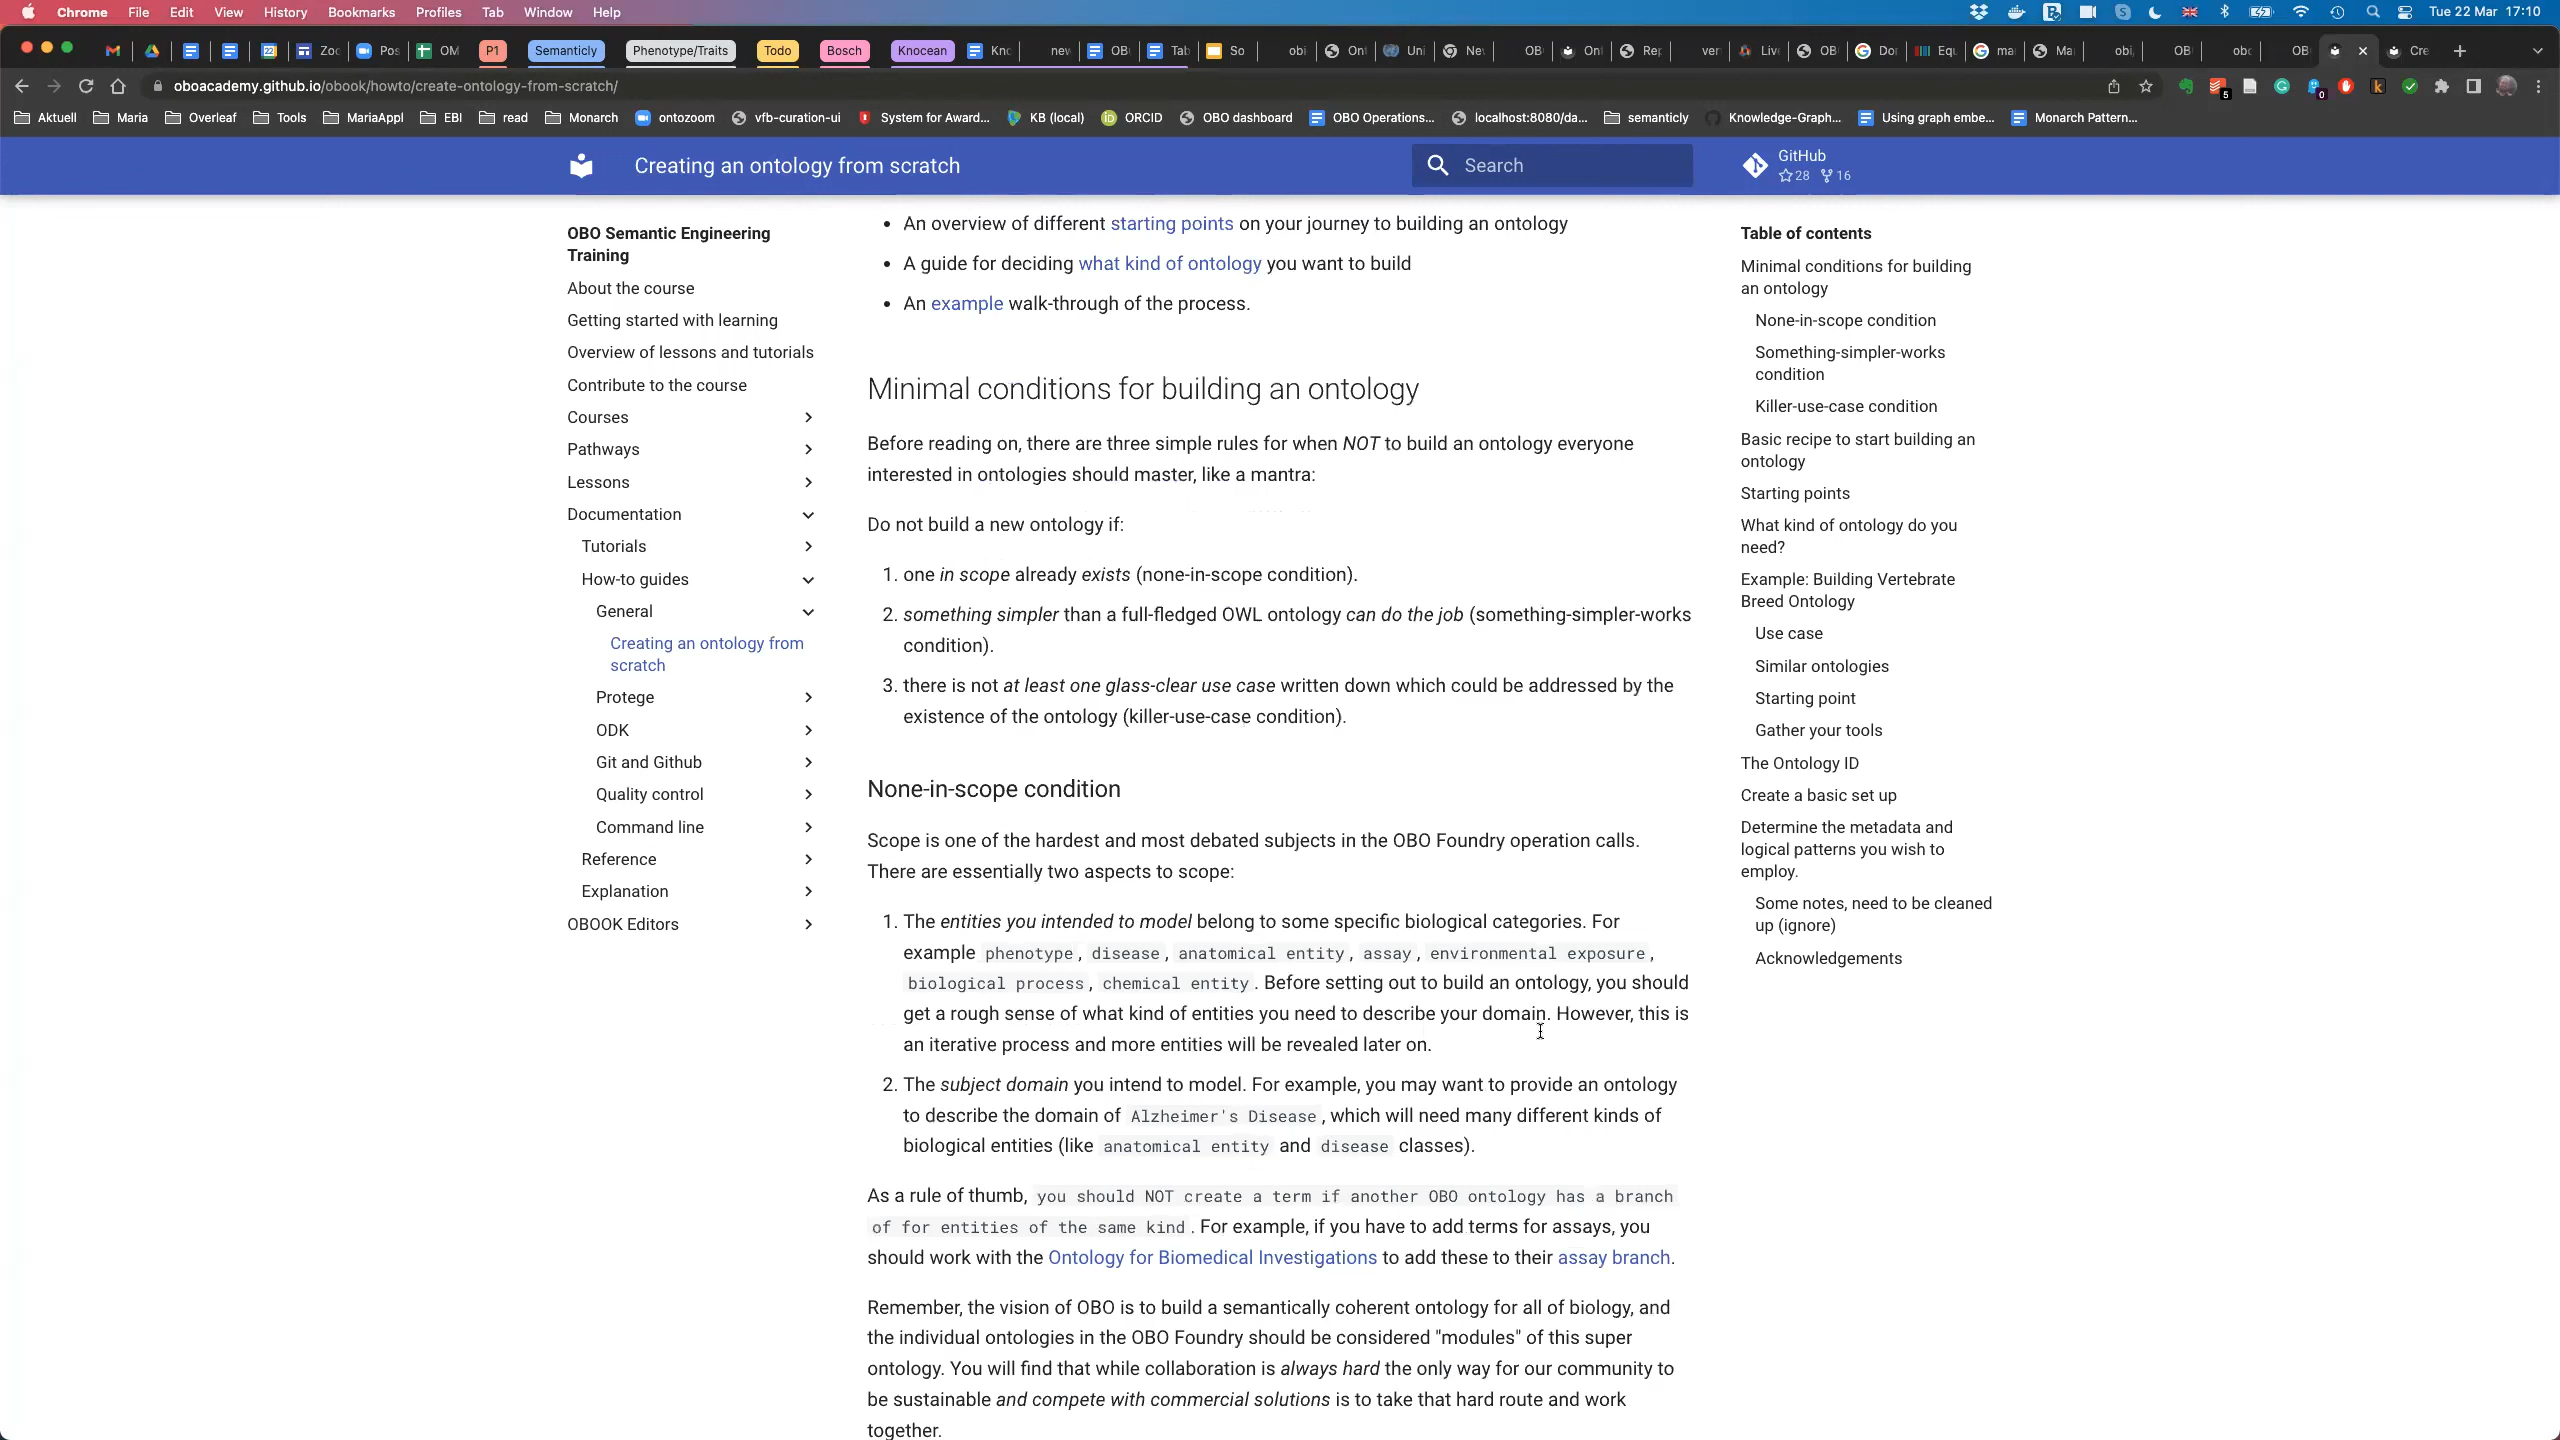 Chrome File Edit View History Bookmarks Profiles Tab Window Help Tue 22 Mar 17:10
Zoo Pos OM P1 Semanticly Phenotype/Traits Todo Bosch Knocean Knc nev OB Tab So obi Ont Uni Nev OB Onl Rep ver Liv OB Dor Equ ma Ma obi, OB obc OB Cre
oboacademy.github.io/obook/howto/create-ontology-from-scratch/
Aktuell Maria Overleaf Tools MariaAppl EBI read Monarch ontozoom vfb-curation-ui System for Award... KB (local) ORCID OBO dashboard OBO Operations... localhost:8080/da... semanticly Knowledge-Graph... Using graph embe... Monarch Pattern...
Creating an ontology from scratch
Search
GitHub
28 16
OBO Semantic Engineering
Training
About the course
Getting started with learning
Overview of lessons and tutorials
Contribute to the course
Courses
Pathways
Lessons
Documentation
Tutorials
How-to guides
General
Creating an ontology from
scratch
Protege
ODK
Git and Github
Quality control
Command line
Reference
Explanation
OBOOK Editors
• An overview of different starting points on your journey to building an ontology
• A guide for deciding what kind of ontology you want to build
• An example walk-through of the process.
Minimal conditions for building an ontology
Before reading on, there are three simple rules for when NOT to build an ontology everyone
interested in ontologies should master, like a mantra:
Do not build a new ontology if:
1. one in scope already exists (none-in-scope condition).
2. something simpler than a full-fledged OWL ontology can do the job (something-simpler-works
condition).
3. there is not at least one glass-clear use case written down which could be addressed by the
existence of the ontology (killer-use-case condition).
None-in-scope condition
Scope is one of the hardest and most debated subjects in the OBO Foundry operation calls.
There are essentially two aspects to scope:
1. The entities you intended to model belong to some specific biological categories. For
example phenotype, disease, anatomical entity, assay, environmental exposure,
biological process, chemical entity. Before setting out to build an ontology, you should
get a rough sense of what kind of entities you need to describe your domain. However, this is
an iterative process and more entities will be revealed later on.
2. The subject domain you intend to model. For example, you may want to provide an ontology
to describe the domain of Alzheimer's Disease, which will need many different kinds of
biological entities (like anatomical entity and disease classes).
As a rule of thumb, you should NOT create a term if another OBO ontology has a branch
of for entities of the same kind. For example, if you have to add terms for assays, you
should work with the Ontology for Biomedical Investigations to add these to their assay branch.
Remember, the vision of OBO is to build a semantically coherent ontology for all of biology, and
the individual ontologies in the OBO Foundry should be considered "modules" of this super
ontology. You will find that while collaboration is always hard the only way for our community to
be sustainable and compete with commercial solutions is to take that hard route and work
together.
Table of contents
Minimal conditions for building
an ontology
None-in-scope condition
Something-simpler-works
condition
Killer-use-case condition
Basic recipe to start building an
ontology
Starting points
What kind of ontology do you
need?
Example: Building Vertebrate
Breed Ontology
Use case
Similar ontologies
Starting point
Gather your tools
The Ontology ID
Create a basic set up
Determine the metadata and
logical patterns you wish to
employ.
Some notes, need to be cleaned
up (ignore)
Acknowledgements